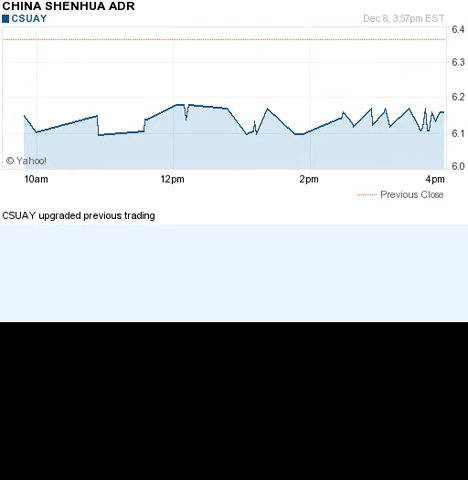 CHINA SHENHUA ADR
CSUAY Dec 8, 3:57pm EST
6.4
6.3
6.2
6.1
© Yahoo!
6.0
10am 12pm 2pm 4pm
Previous Close
CSUAY upgraded previous trading